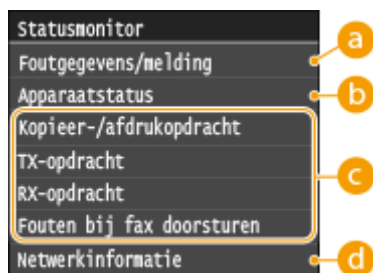 Statusmonitor
Foutgegevens/melding
a
Apparaatstatus
b
Kopieer-/afdrukopdracht
TX-opdracht
c
RX-opdracht
Fouten bij fax doorsturen
Netwerkinformatie
d